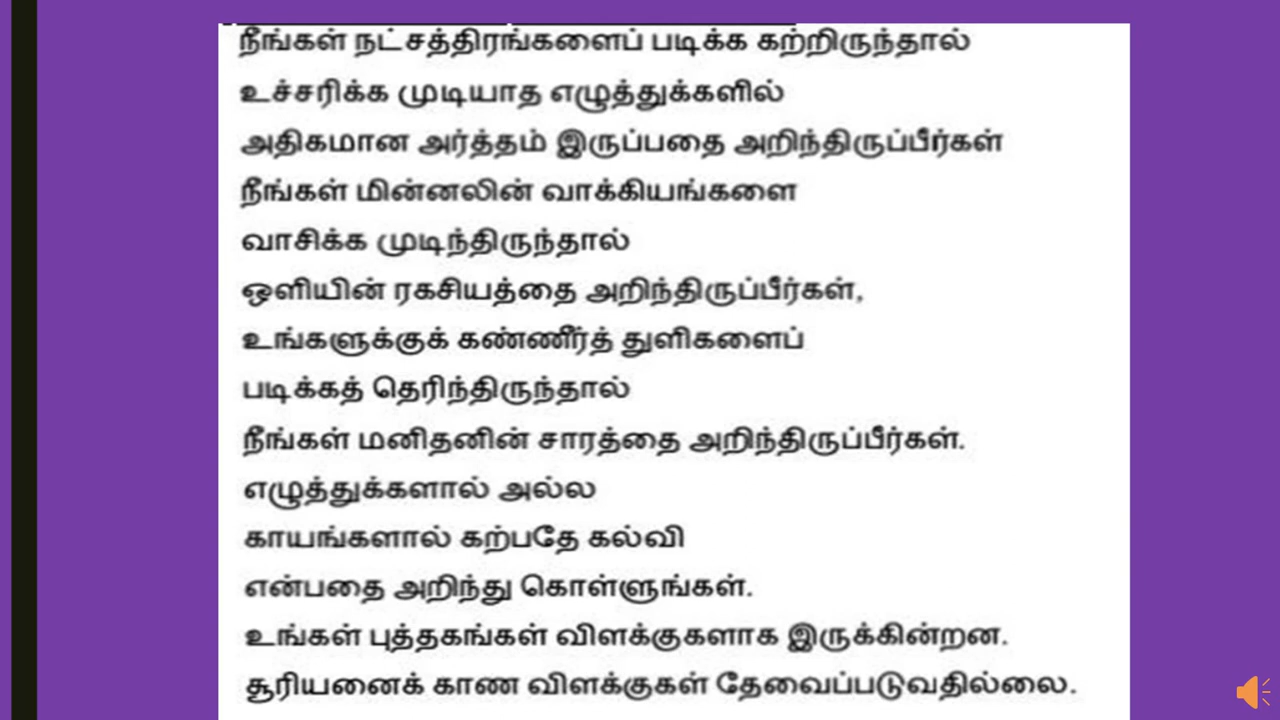 நீங்கள் நட்சத்திரங்களைப் படிக்க கற்றிருந்தால்
உச்சரிக்க முடியாத எழுத்துக்களில்
அதிகமான அர்த்தம் இருப்பதை அறிந்திருப்பீர்கள்
நீங்கள் மின்னலின் வாக்கியங்களை
வாசிக்க முடிந்திருந்தால்
ஒளியின் ரகசியத்தை அறிந்திருப்பீர்கள்,
உங்களுக்குக் கண்ணீர்த் துளிகளைப்
படிக்கத் தெரிந்திருந்தால்
நீங்கள் மனிதனின் சாரத்தை அறிந்திருப்பீர்கள்.
எழுத்துக்களால் அல்ல
காயங்களால் கற்பதே கல்வி
என்பதை அறிந்து கொள்ளுங்கள்.
உங்கள் புத்தகங்கள் விளக்குகளாக இருக்கின்றன.
சூரியனைக் காண விளக்குகள் தேவைப்படுவதில்லை.